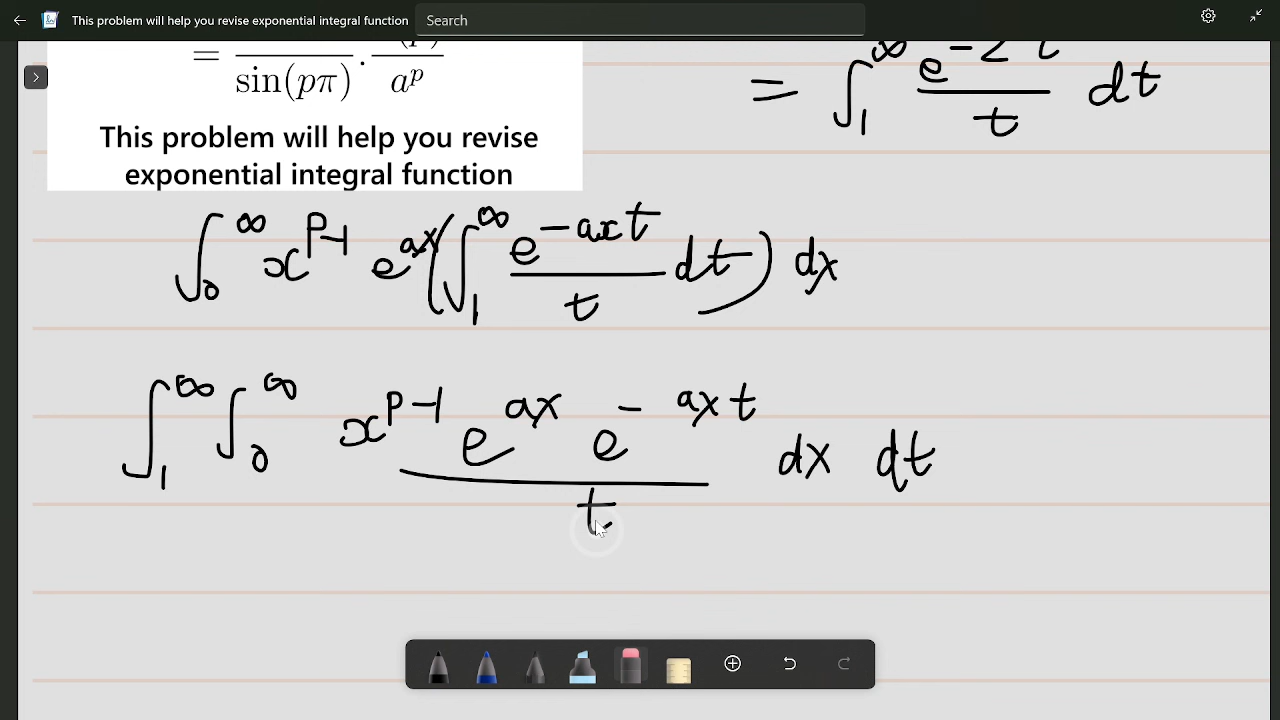 This problem will help you revise exponential integral function
Search
= / sin(pπ) · (p) / a^p
This problem will help you revise
exponential integral function
= ∫_1^∞ e^{-zt} / t dt
∫_0^∞ x^{p-1} e^{ax} ( ∫_1^∞ e^{-axt} / t dt ) dx
∫_1^∞ ∫_0^∞ x^{p-1} e^{ax} e^{-axt} / t dx dt